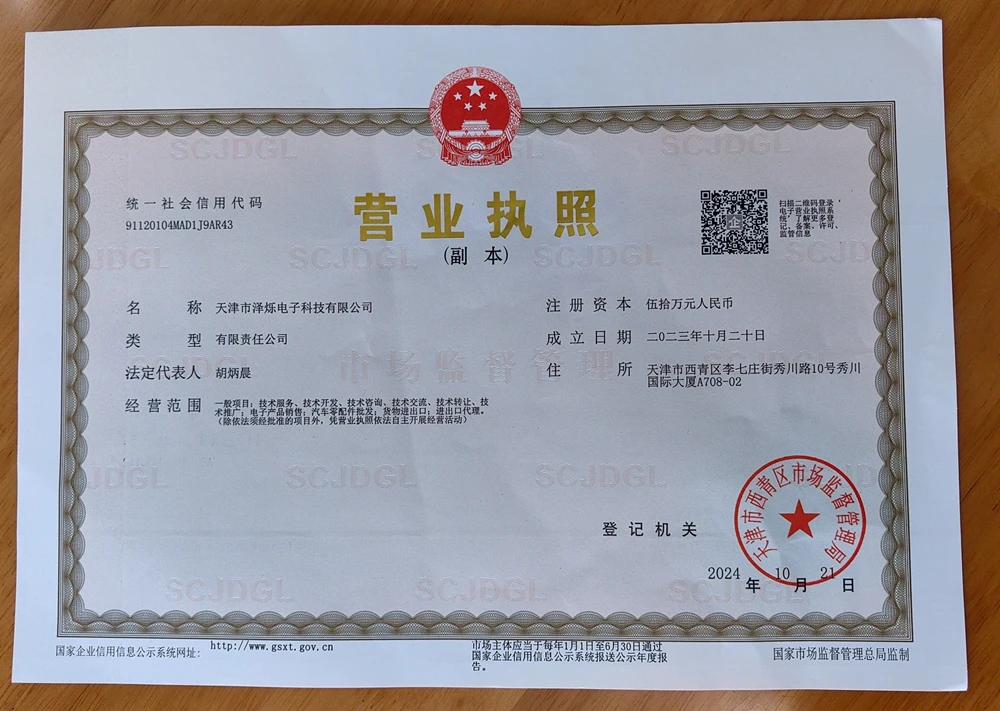 统一社会信用代码
91120104MAD1J9AR43
营业执照
(副 本)
扫描二维码登录‘
电子营业执照系
统’了解更多登
记、备案、许可、
监管信息
名 称 天津市泽烁电子科技有限公司
类 型 有限责任公司
法定代表人 胡炳晨
经营范围 一般项目：技术服务、技术开发、技术咨询、技术交流、技术转让、技
术推广；电子产品销售；汽车零配件批发；货物进出口；进出口代理。
（除依法须经批准的项目外，凭营业执照依法自主开展经营活动）
注册资本 伍拾万元人民币
成立日期 二〇二三年十月二十日
住 所 天津市西青区李七庄街秀川路10号秀川
国际大厦A708-02
SCJDGL
市场监督管理
登记机关
天津市西青区市场监督管理局
2024 年 10 月 21 日
国家企业信用信息公示系统网址：
http://www.gsxt.gov.cn
市场主体应当于每年1月1日至6月30日通过
国家企业信用信息公示系统报送公示年度报
告。
国家市场监督管理总局监制